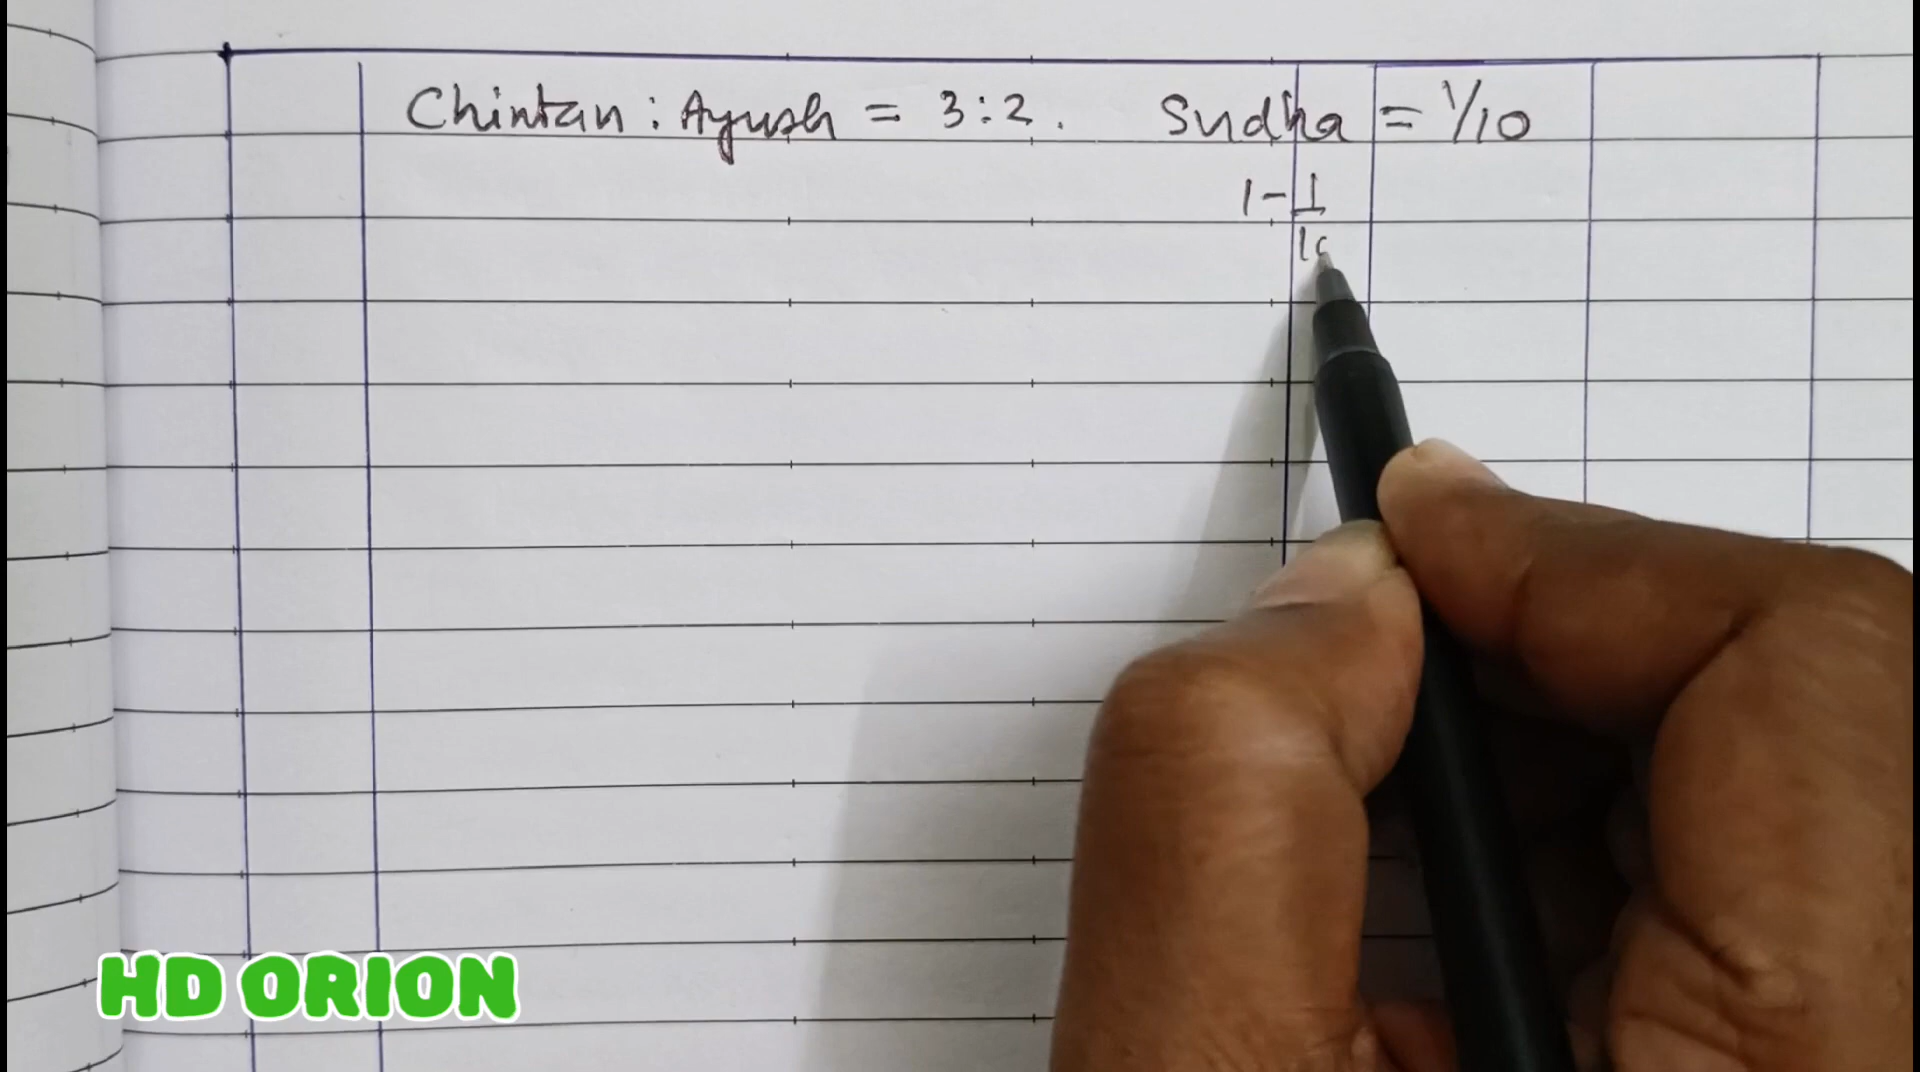 Chintan : Ayush = 3:2. Sudha = 1/10
1 - 1/10
HD ORION